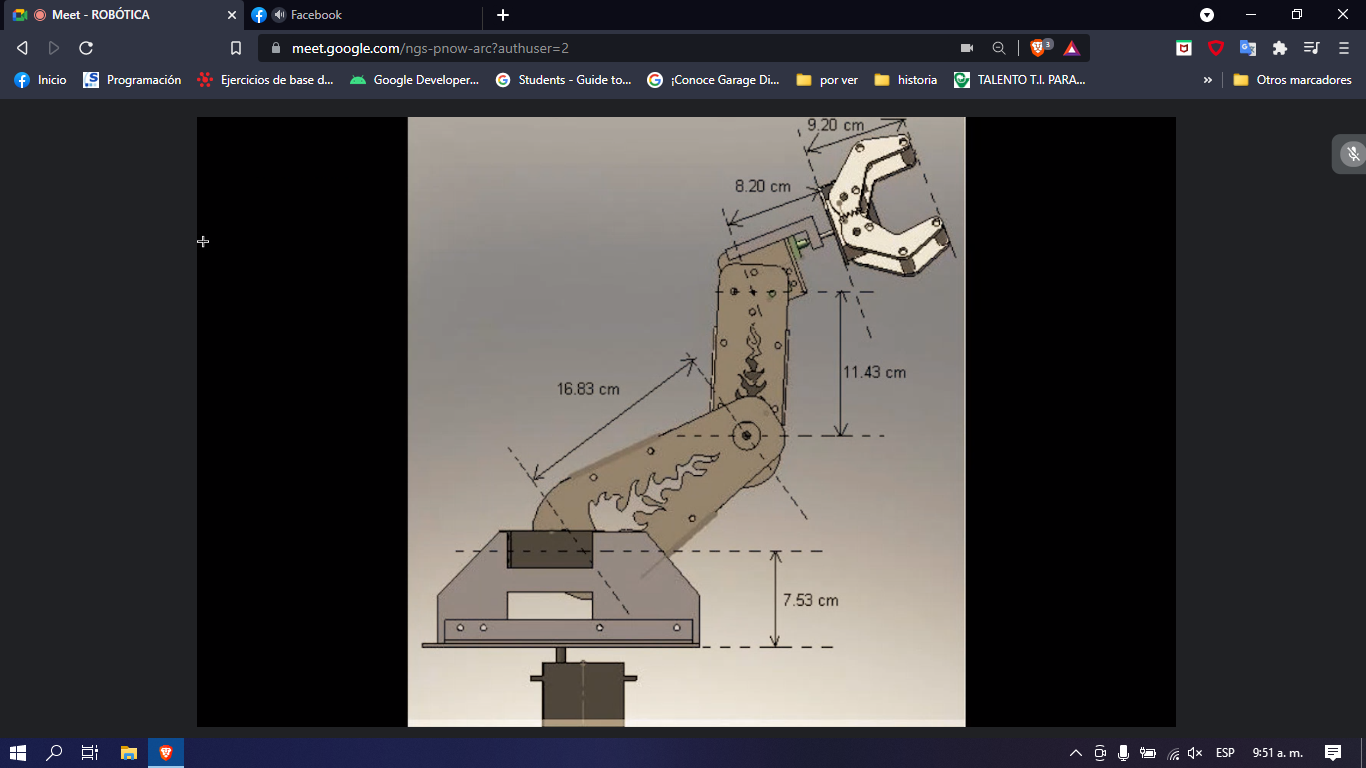 Meet - ROBÓTICA
Facebook
meet.google.com/ngs-pnow-arc?authuser=2
3
Inicio
Programación
Ejercicios de base d...
Google Developer...
Students - Guide to...
¡Conoce Garage Di...
por ver
historia
TALENTO T.I. PARA...
»
Otros marcadores
9.20 cm
8.20 cm
11.43 cm
16.83 cm
7.53 cm
ESP
9:51 a. m.